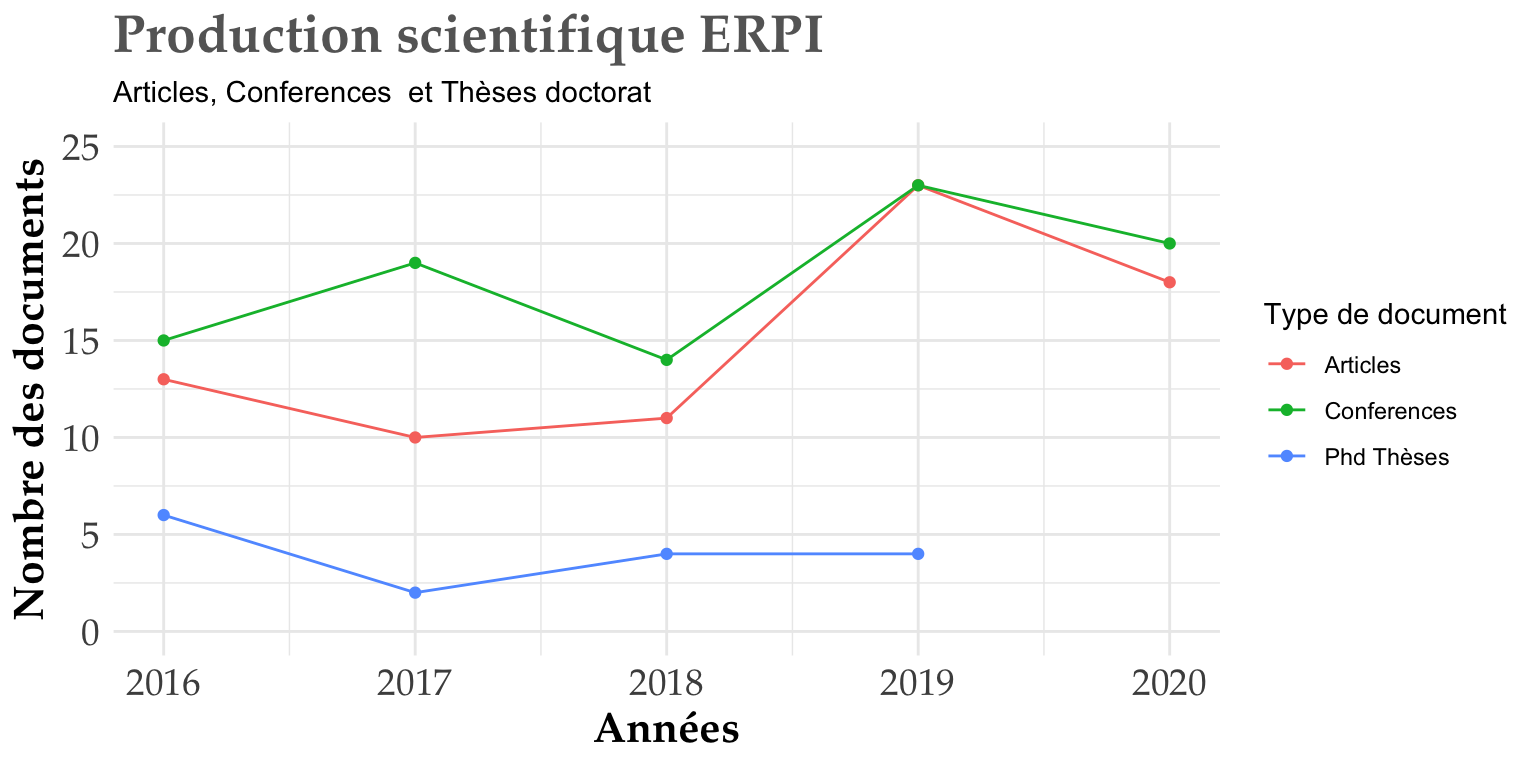 Production scientifique ERPI
Articles, Conferences  et Thèses doctorat
Nombre des documents
25
20
15
10
5
0
2016 2017 2018 2019 2020
Années
Type de document
Articles
Conferences
Phd Thèses